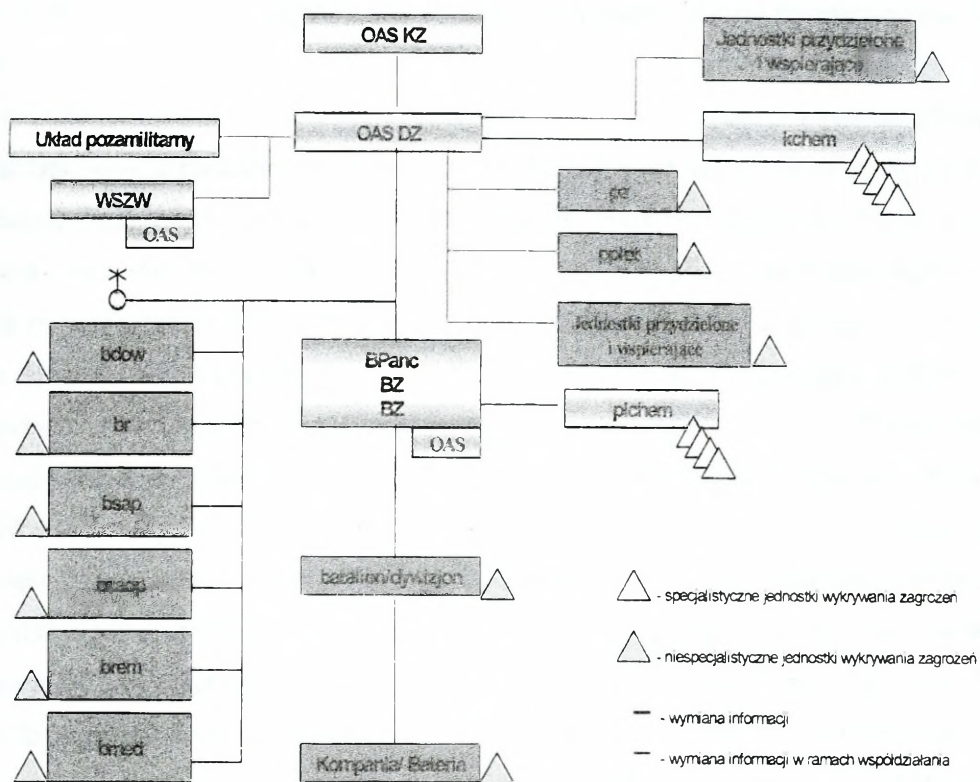 OAS KZ
Jednostki przydzielone
i wspierające
Układ pozamilitarny
OAS DZ
kchem
WSZW
OAS
pplot
bdow
Jednostki przydzielone
i wspierające
BPanc
BZ
BZ
OAS
plchem
br
bsap
batalion/dywizjon
bzaop
brem
bmed
Kompania/ Bateria
- specjalistyczne jednostki wykrywania zagrożeń
- niespecjalistyczne jednostki wykrywania zagrożeń
- wymiana informacji
- wymiana informacji w ramach współdziałania